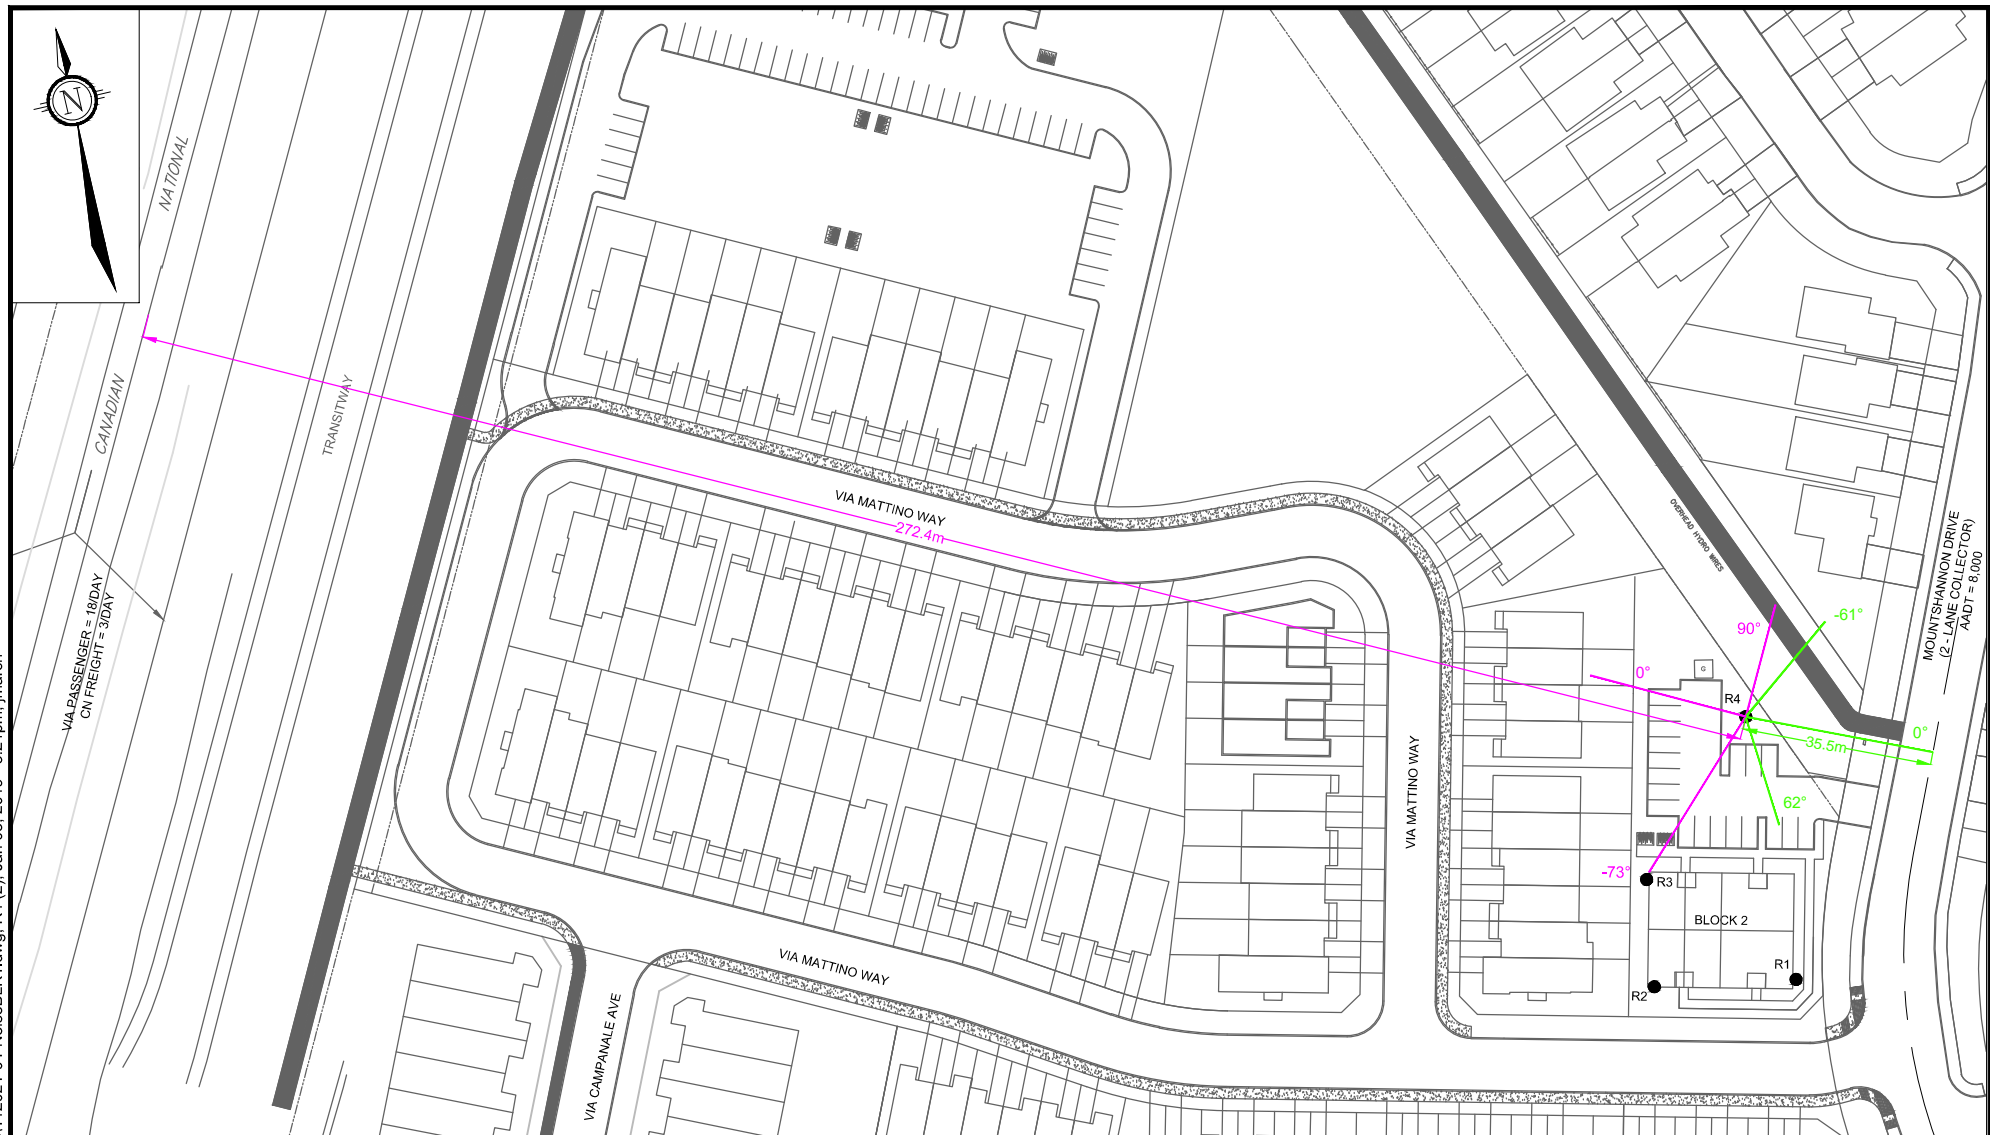 N
NATIONAL
CANADIAN
TRANSITWAY
VIA PASSENGER = 18/DAY
CN FREIGHT = 3/DAY
VIA MATTINO WAY
272.4m
OVERHEAD HYDRO WIRES
MOUNTSHANNON DRIVE
(2 - LANE COLLECTOR)
AADT = 8,000
90°
-61°
0°
G
R4
0°
35.5m
62°
VIA MATTINO WAY
-73°
R3
BLOCK 2
R1
R2
VIA MATTINO WAY
VIA CAMPANALE AVE